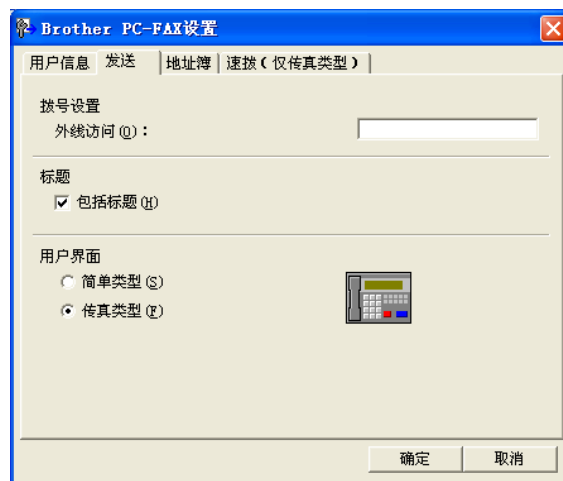 Brother PC-FAX设置
用户信息 发送 地址簿 速拨(仅传真类型)
拨号设置
外线访问(O):
标题
包括标题(H)
用户界面
简单类型(S)
传真类型(F)
确定 取消